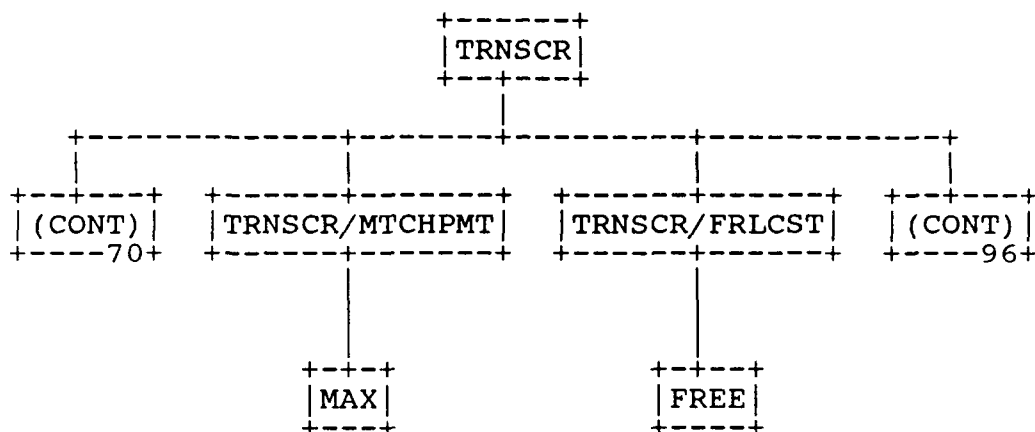 TRNSCR
(CONT) TRNSCR/MTCHPMT TRNSCR/FRLCST (CONT)
70 96
MAX FREE